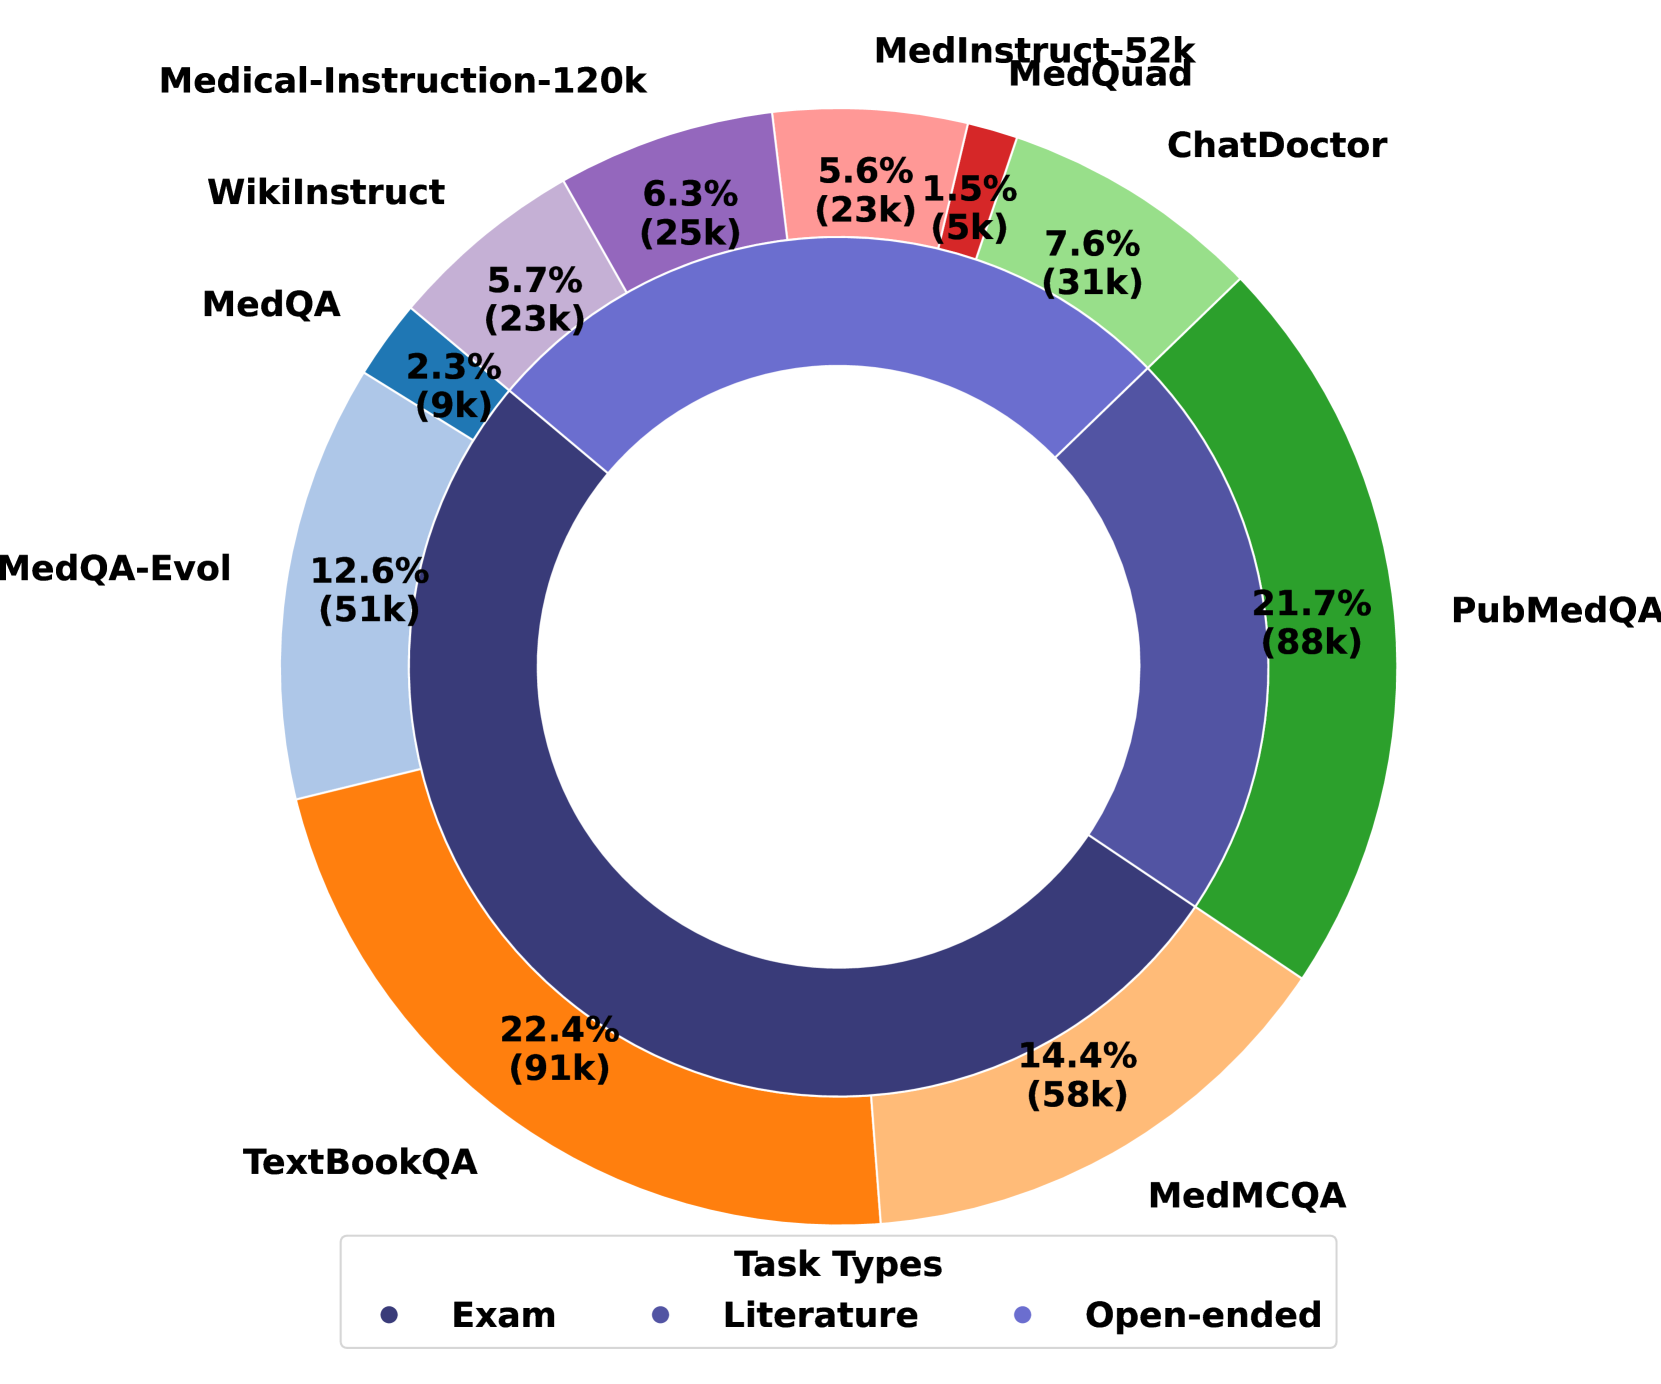 MedInstruct-52k
MedQuad
Medical-Instruction-120k
ChatDoctor
WikiInstruct
MedQA
MedQA-Evol
PubMedQA
TextBookQA
MedMCQA
5.6%
(23k)
1.5%
(5k)
6.3%
(25k)
7.6%
(31k)
5.7%
(23k)
2.3%
(9k)
12.6%
(51k)
21.7%
(88k)
22.4%
(91k)
14.4%
(58k)
Task Types
Exam
Literature
Open-ended